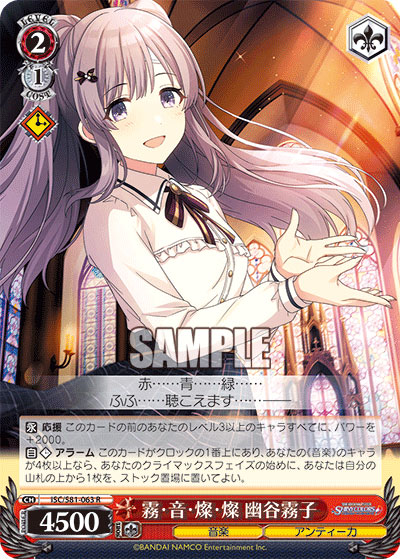 LEVEL
2
1
COST
SAMPLE
赤……青……緑……
ふふ……聴こえます……――
永 応援 このカードの前のあなたのレベル3以上のキャラすべてに、パワーを
+2000。
自 アラーム このカードがクロックの1番上にあり、あなたの《音楽》のキャラ
が4枚以上なら、あなたのクライマックスフェイズの始めに、あなたは自分の
山札の上から1枚を、ストック置場に置いてよい。
CH ISC/S81-063 R
4500
霧・音・燦・燦 幽谷霧子
音楽
アンティーカ
©BANDAI NAMCO Entertainment Inc.